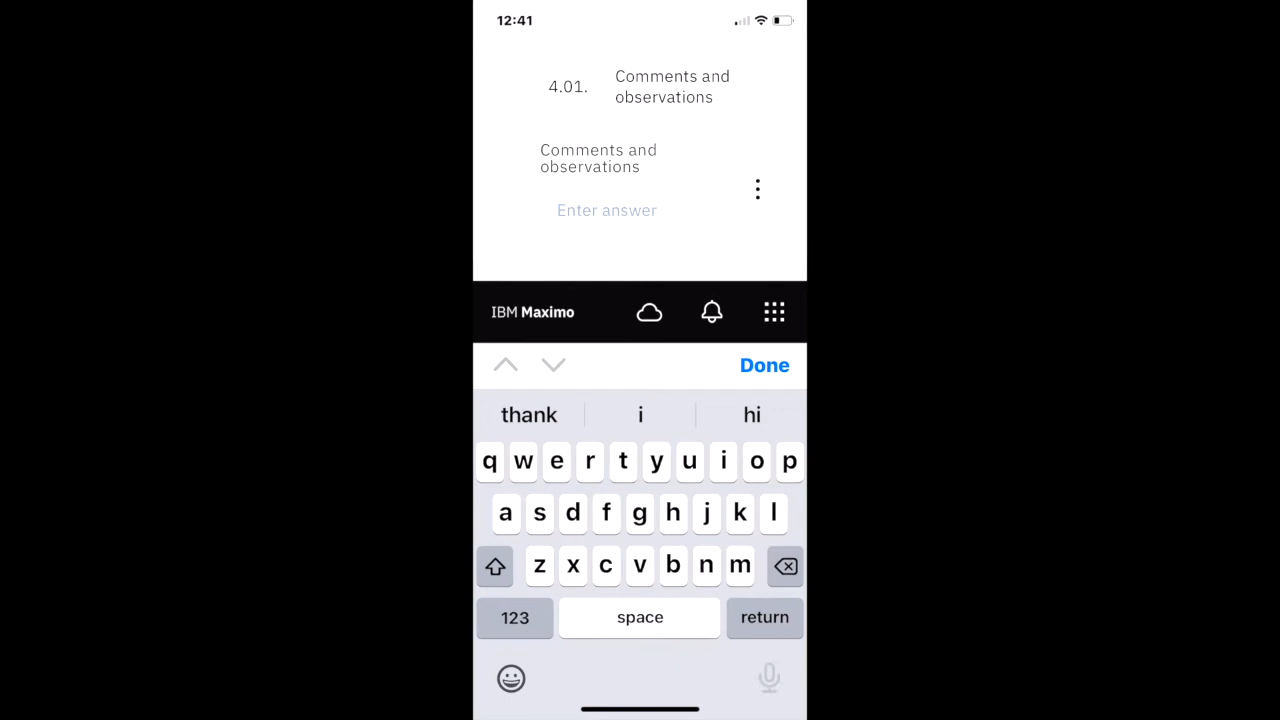 12:41
4.01.
Comments and
observations
Comments and
observations
Enter answer
IBM Maximo
Done
thank i hi
q w e r t y u i o p
a s d f g h j k l
z x c v b n m
123 space return